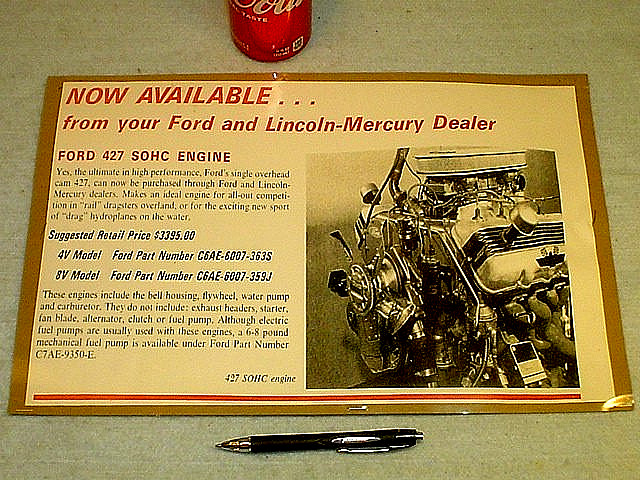 Cola
TASTE
NOW AVAILABLE . . .
from your Ford and Lincoln-Mercury Dealer
FORD 427 SOHC ENGINE
Yes, the ultimate in high performance, Ford's single overhead
cam 427, can now be purchased through Ford and Lincoln-
Mercury dealers. Makes an ideal engine for all-out competi-
tion in "rail" dragsters overland, or for the exciting new sport
of "drag" hydroplanes on the water.
Suggested Retail Price $3395.00
4V Model Ford Part Number C6AE-6007-363S
8V Model Ford Part Number C6AE-6007-359J
These engines include the bell housing, flywheel, water pump
and carburetor. They do not include: exhaust headers, starter,
fan blade, alternator, clutch or fuel pump. Although electric
fuel pumps are usually used with these engines, a 6-8 pound
mechanical fuel pump is available under Ford Part Number
C7AE-9350-E.
427 SOHC engine